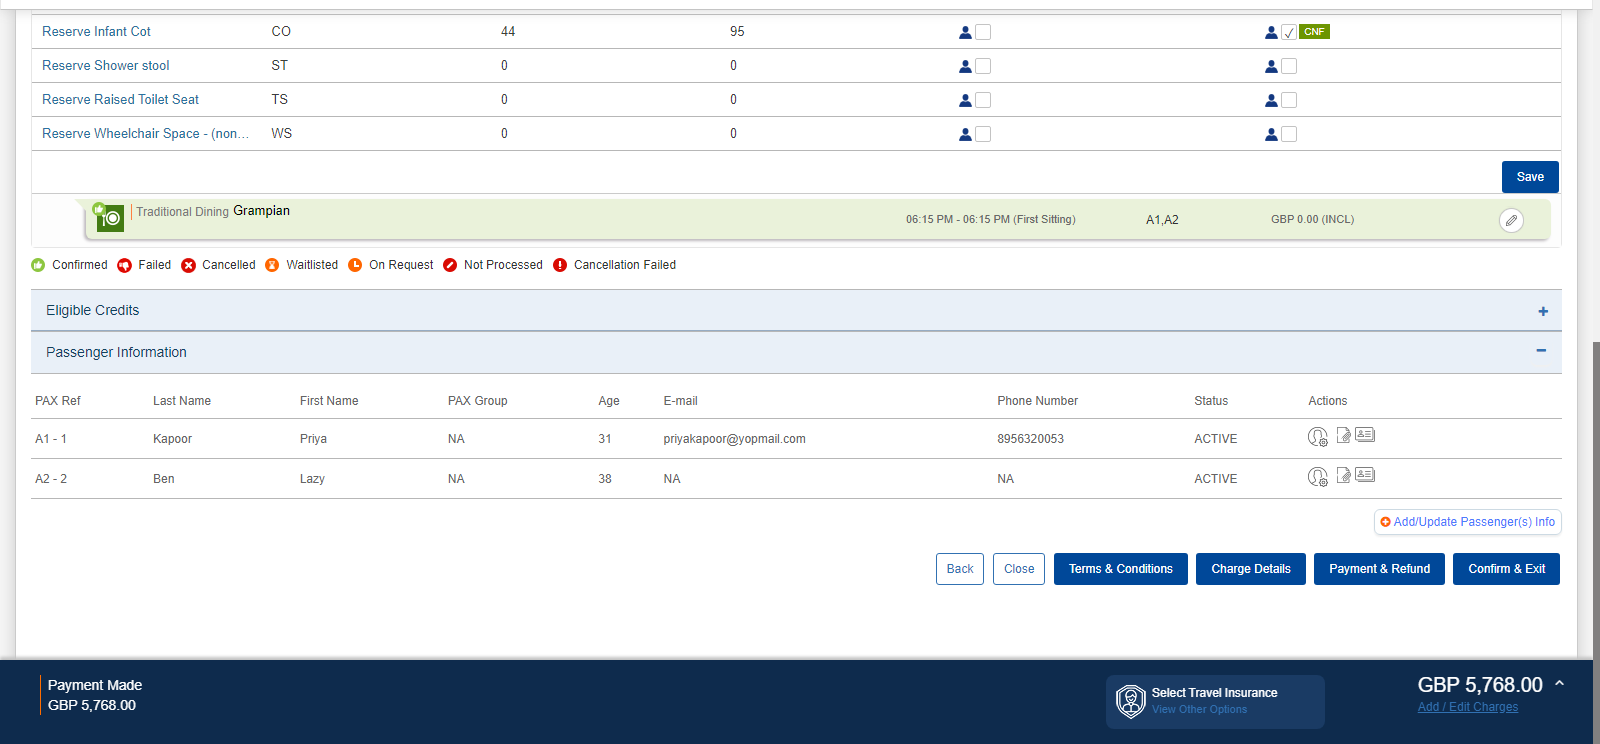 Reserve Infant Cot CO 44 95 CNF
Reserve Shower stool ST 0 0
Reserve Raised Toilet Seat TS 0 0
Reserve Wheelchair Space - (non... WS 0 0
Save
Traditional Dining Grampian 06:15 PM - 06:15 PM (First Sitting) A1,A2 GBP 0.00 (INCL)
Confirmed Failed Cancelled Waitlisted On Request Not Processed Cancellation Failed
Eligible Credits
Passenger Information
PAX Ref Last Name First Name PAX Group Age E-mail Phone Number Status Actions
A1 - 1 Kapoor Priya NA 31 priyakapoor@yopmail.com 8956320053 ACTIVE
A2 - 2 Ben Lazy NA 38 NA NA ACTIVE
Add/Update Passenger(s) Info
Back Close Terms & Conditions Charge Details Payment & Refund Confirm & Exit
Payment Made
GBP 5,768.00
Select Travel Insurance
View Other Options
GBP 5,768.00
Add / Edit Charges